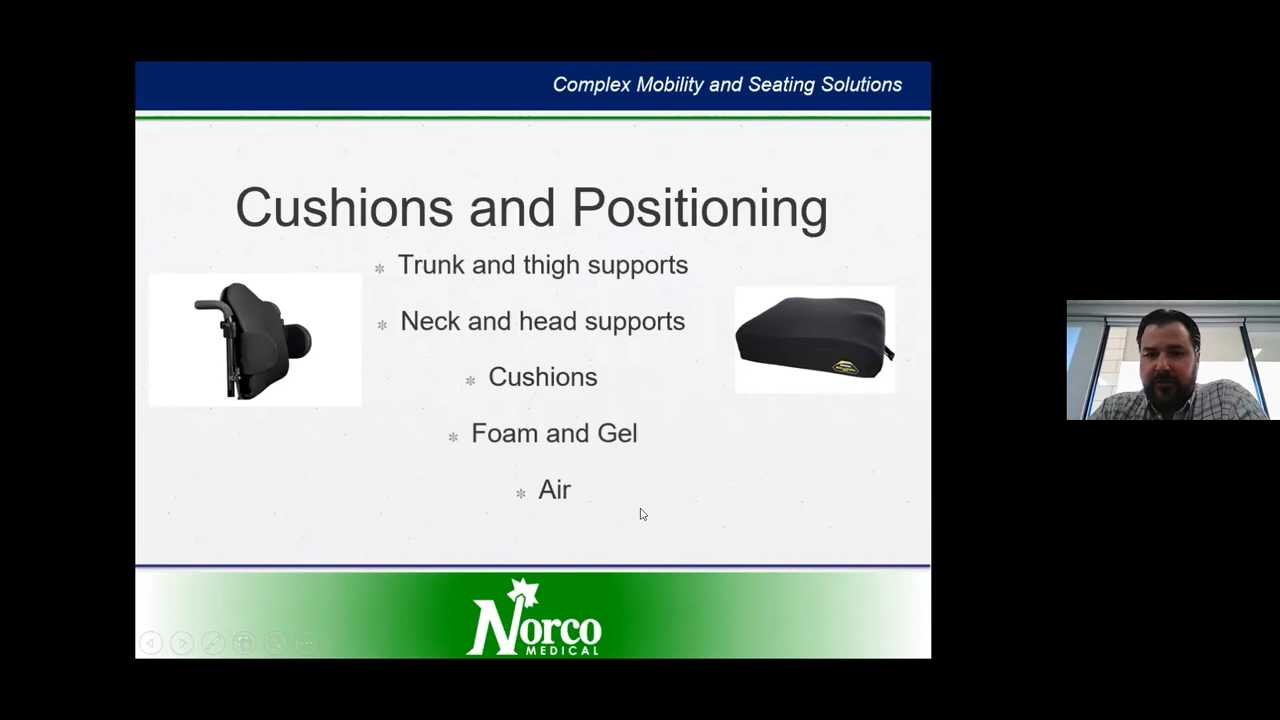 Complex Mobility and Seating Solutions
Cushions and Positioning
Trunk and thigh supports
Neck and head supports
Cushions
Foam and Gel
Air
Norco
MEDICAL